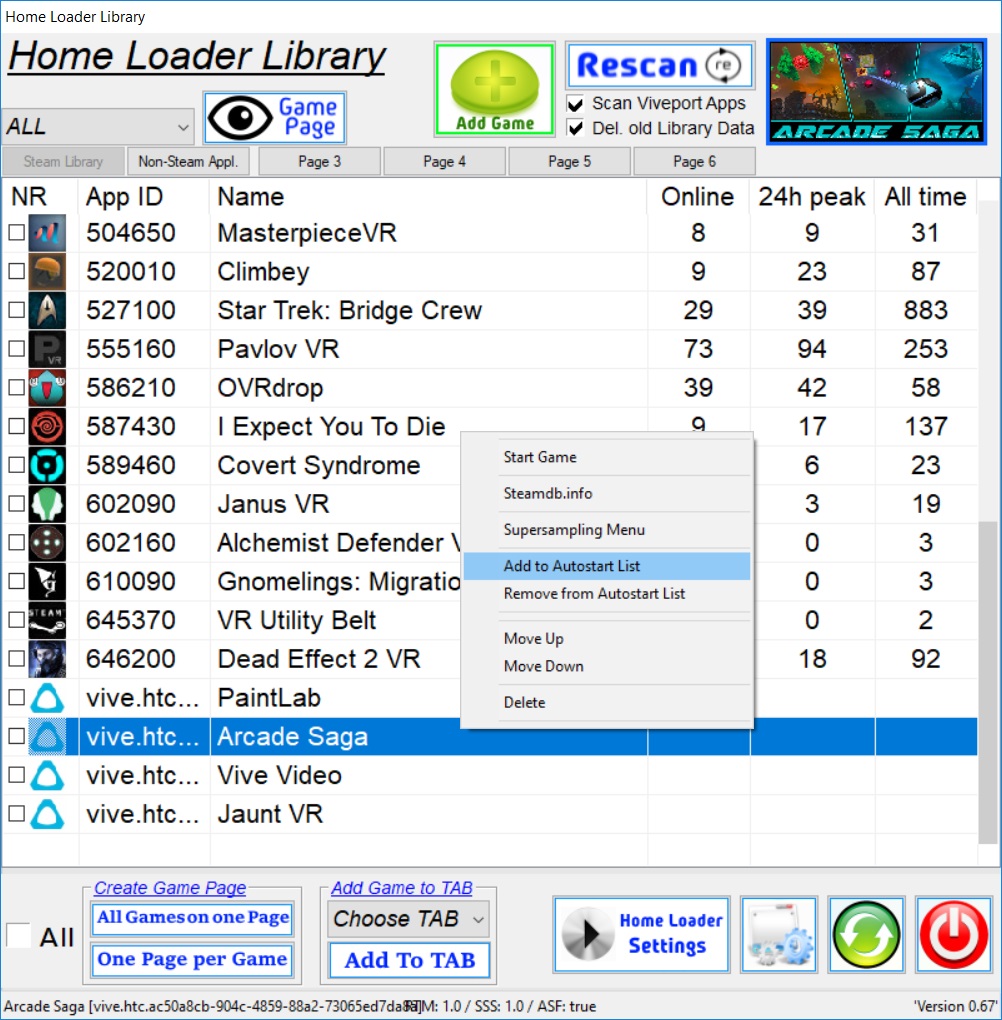 Home Loader Library
Home Loader Library
ALL
Game Page
Add Game
Rescan re
Scan Viveport Apps
Del. old Library Data
ARCADE SAGA
Steam Library Non-Steam Appl. Page 3 Page 4 Page 5 Page 6
NR App ID Name Online 24h peak All time
504650 MasterpieceVR 8 9 31
520010 Climbey 9 23 87
527100 Star Trek: Bridge Crew 29 39 883
P VR 555160 Pavlov VR 73 94 253
586210 OVRdrop 39 42 58
587430 I Expect You To Die 9 17 137
589460 Covert Syndrome 6 23
602090 Janus VR 3 19
602160 Alchemist Defender 0 3
610090 Gnomelings: Migratio 0 3
STEAM 645370 VR Utility Belt 0 2
646200 Dead Effect 2 VR 18 92
vive.htc... PaintLab
vive.htc... Arcade Saga
vive.htc... Vive Video
vive.htc... Jaunt VR
Start Game
Steamdb.info
Supersampling Menu
Add to Autostart List
Remove from Autostart List
Move Up
Move Down
Delete
All
Create Game Page
All Games on one Page
One Page per Game
Add Game to TAB
Choose TAB
Add To TAB
Home Loader
Settings
Arcade Saga [vive.htc.ac50a8cb-904c-4859-88a2-73065ed7da RTM: 1.0 / SSS: 1.0 / ASF: true
'Version 0.67'